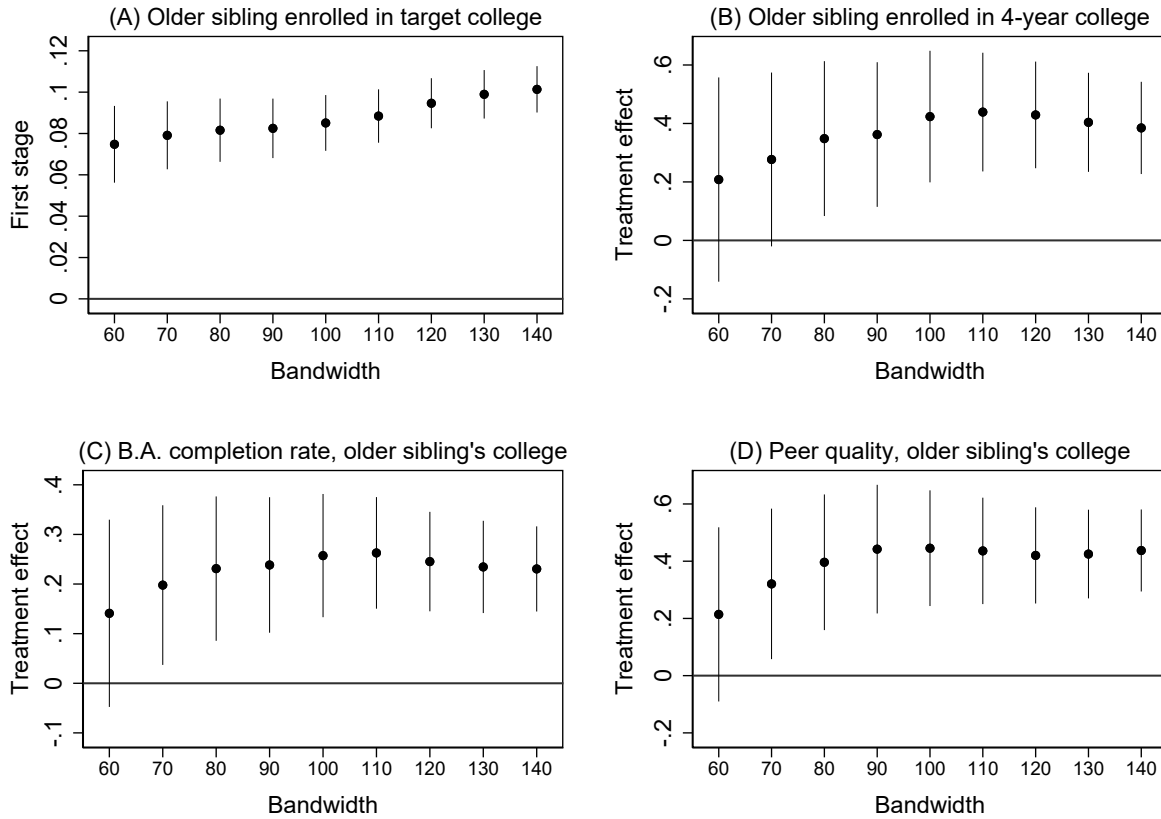 (A) Older sibling enrolled in target college
First stage
.12
.1
.08
.06
.04
.02
0
60 70 80 90 100 110 120 130 140
Bandwidth
(B) Older sibling enrolled in 4-year college
Treatment effect
.6
.4
.2
0
-.2
60 70 80 90 100 110 120 130 140
Bandwidth
(C) B.A. completion rate, older sibling's college
Treatment effect
.4
.3
.2
.1
0
-.1
60 70 80 90 100 110 120 130 140
Bandwidth
(D) Peer quality, older sibling's college
Treatment effect
.6
.4
.2
0
-.2
60 70 80 90 100 110 120 130 140
Bandwidth